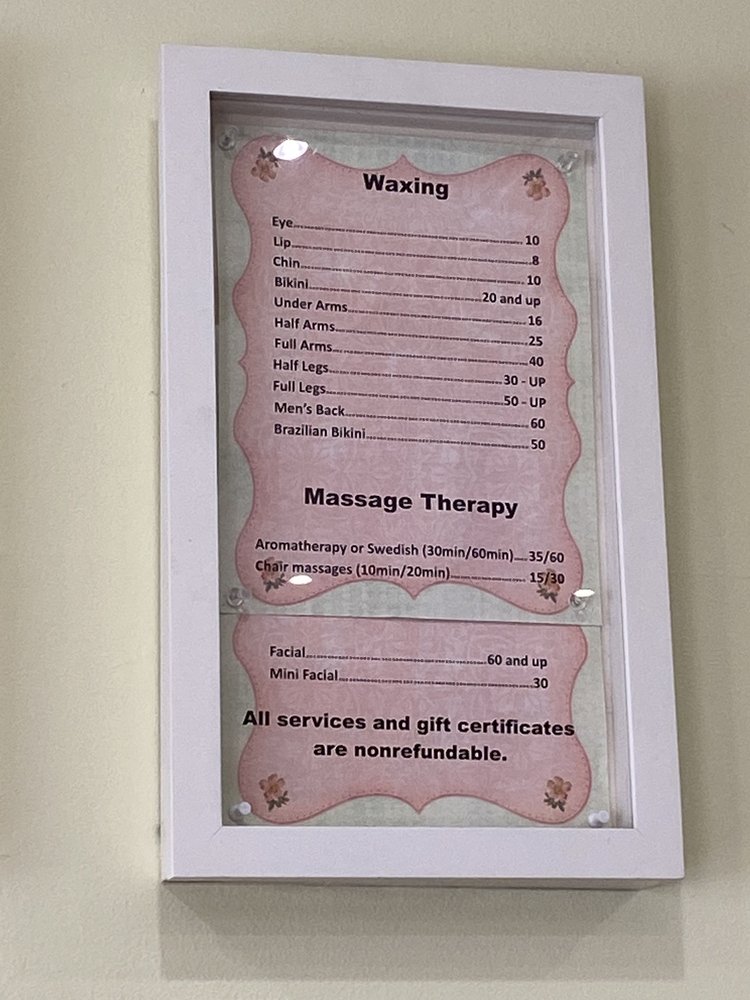 Waxing
Eye........10
Lip........8
Chin........10
Bikini........20 and up
Under Arms........16
Half Arms........25
Full Arms........40
Half Legs........30 - UP
Full Legs........50 - UP
Men's Back........60
Brazilian Bikini........50
Massage Therapy
Aromatherapy or Swedish (30min/60min)....35/60
Chair massages (10min/20min)........15/30
Facial........60 and up
Mini Facial........30
All services and gift certificates
are nonrefundable.